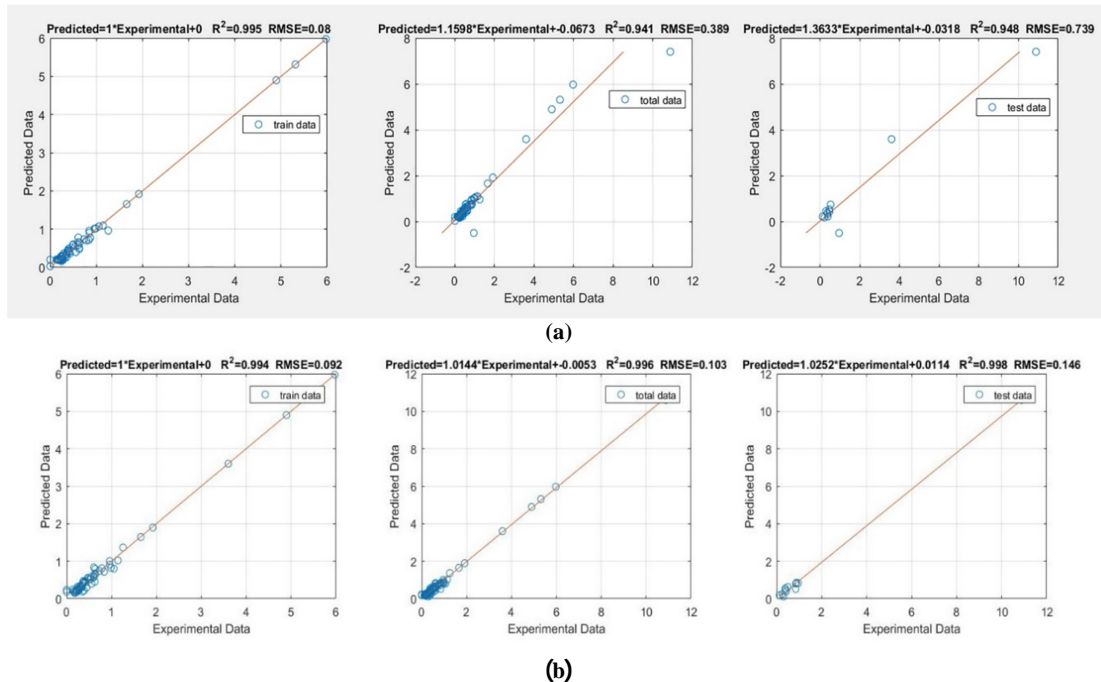 Predicted=1*Experimental+0 R²=0.995 RMSE=0.08
6
5
4
3
2
1
0
Predicted Data
train data
0 1 2 3 4 5 6
Experimental Data
Predicted=1.1598*Experimental+-0.0673 R²=0.941 RMSE=0.389
8
6
4
2
0
-2
Predicted Data
total data
-2 0 2 4 6 8 10 12
Experimental Data
Predicted=1.3633*Experimental+-0.0318 R²=0.948 RMSE=0.739
8
6
4
2
0
-2
Predicted Data
test data
-2 0 2 4 6 8 10 12
Experimental Data
(a)
Predicted=1*Experimental+0 R²=0.994 RMSE=0.092
6
5
4
3
2
1
0
Predicted Data
train data
0 1 2 3 4 5 6
Experimental Data
Predicted=1.0144*Experimental+-0.0053 R²=0.996 RMSE=0.103
12
10
8
6
4
2
0
Predicted Data
total data
0 2 4 6 8 10 12
Experimental Data
Predicted=1.0252*Experimental+0.0114 R²=0.998 RMSE=0.146
12
10
8
6
4
2
0
Predicted Data
test data
0 2 4 6 8 10 12
Experimental Data
(b)